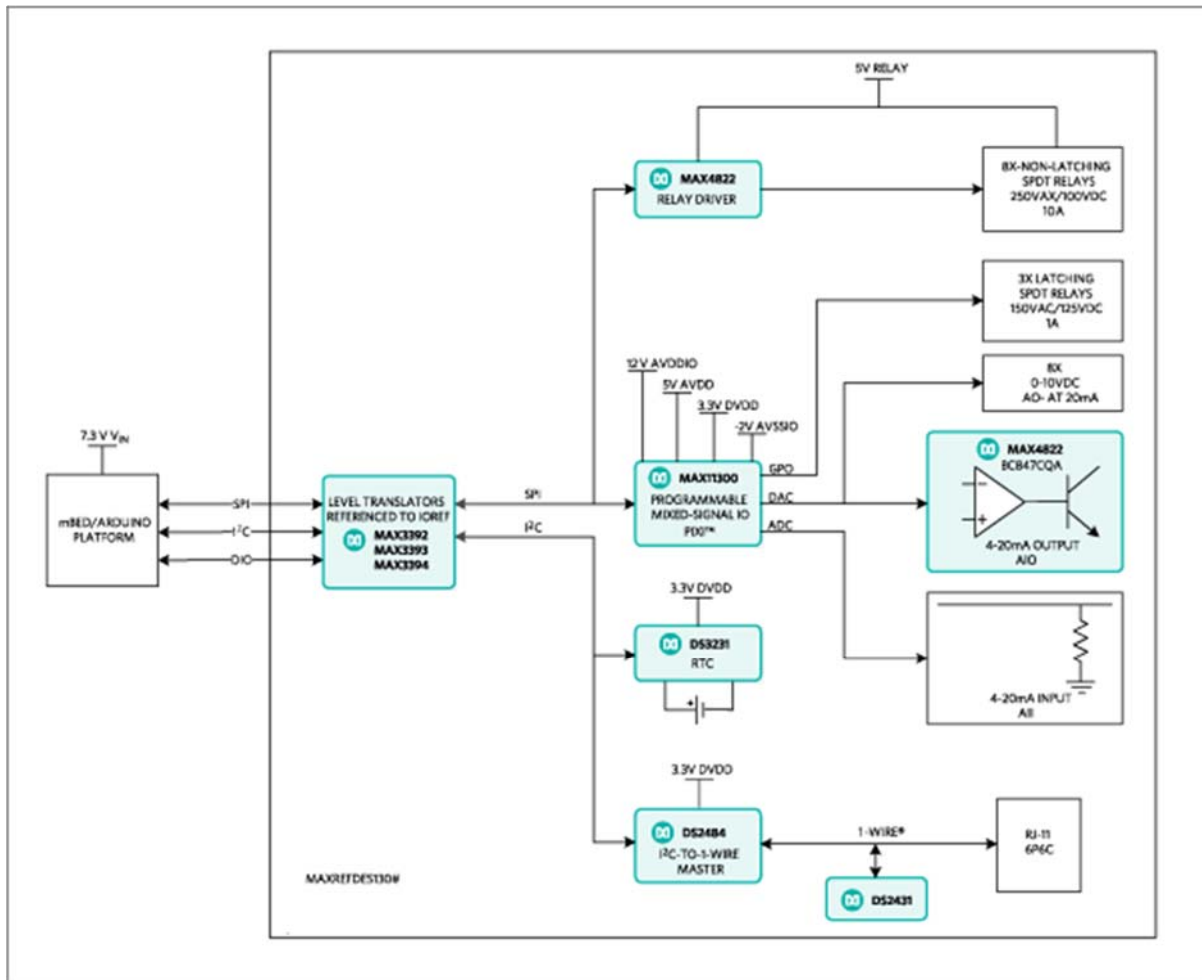 5V RELAY
MAX4822
RELAY DRIVER
8X-NON-LATCHING
SPDT RELAYS
250VAX/100VDC
10A
3X LATCHING
SPDT RELAYS
150VAC/125VDC
1A
12V AVDDIO
5V AVDD
3.3V DVDD
-2V AVSSIO
8X
0-10VDC
AO- AT 20mA
7.3 V VIN
mBED/ARDUINO
PLATFORM
SPI
I²C
DIO
LEVEL TRANSLATORS
REFERENCED TO IOREF
MAX3392
MAX3393
MAX3394
SPI
I²C
MAX11300
PROGRAMMABLE
MIXED-SIGNAL IO
PIXI™
GPO
DAC
ADC
MAX4822
BC847CQA
4-20mA OUTPUT
AIO
3.3V DVDD
DS3231
RTC
4-20mA INPUT
AII
3.3V DVDD
DS2484
I²C-TO-1-WIRE
MASTER
1-WIRE®
RJ-11
6P6C
DS2431
MAXREFDES130#